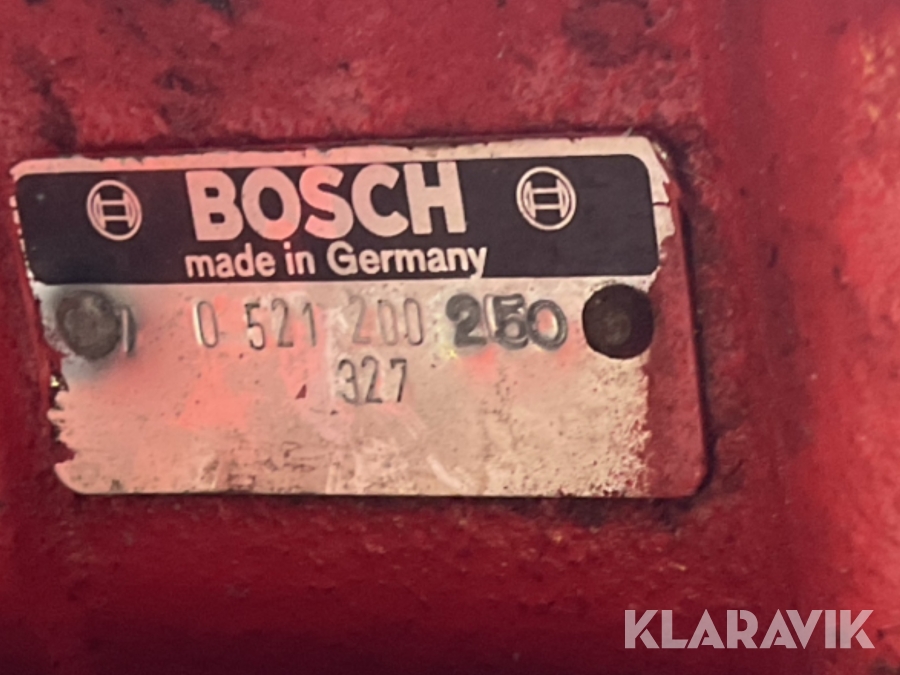 BOSCH
made in Germany
0 521 200 250
327
KLARAVIK